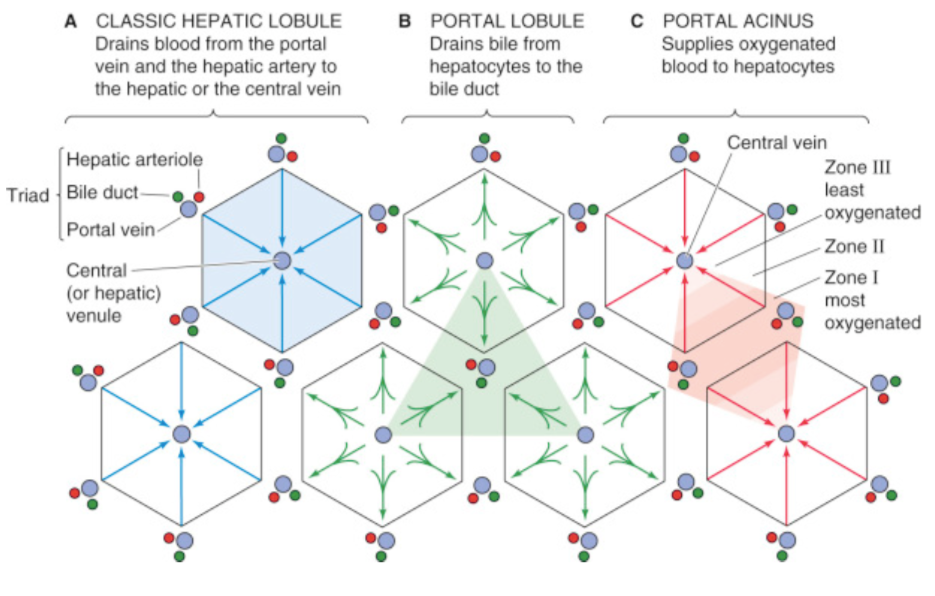 A CLASSIC HEPATIC LOBULE
Drains blood from the portal
vein and the hepatic artery to
the hepatic or the central vein
B PORTAL LOBULE
Drains bile from
hepatocytes to the
bile duct
C PORTAL ACINUS
Supplies oxygenated
blood to hepatocytes
Triad
Hepatic arteriole
Bile duct
Portal vein
Central
(or hepatic)
venule
Central vein
Zone III
least
oxygenated
Zone II
Zone I
most
oxygenated